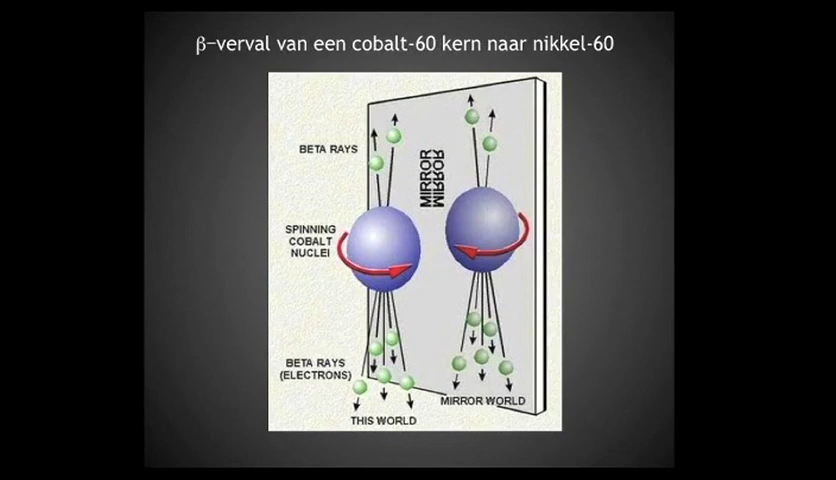 β−verval van een cobalt-60 kern naar nikkel-60
BETA RAYS
MIRROR
MIRROR
SPINNING
COBALT
NUCLEI
BETA RAYS
(ELECTRONS)
MIRROR WORLD
THIS WORLD